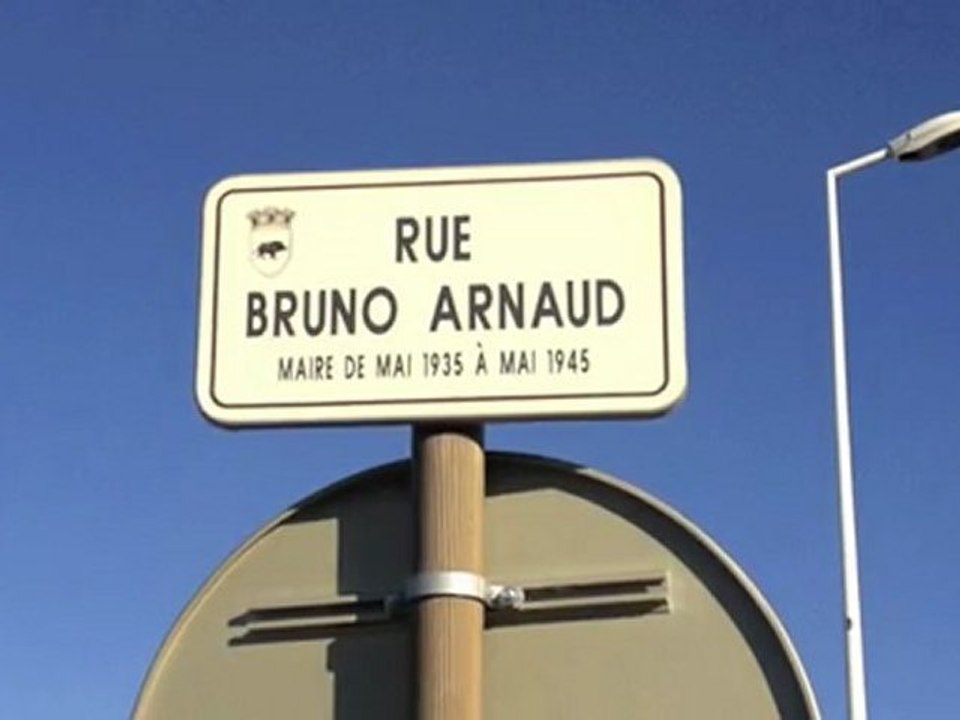 RUE
BRUNO ARNAUD
MAIRE DE MAI 1935 À MAI 1945